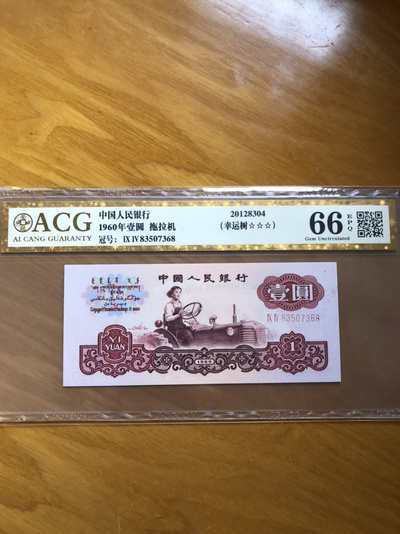 ACG
AI CANG GUARANTY
中国人民银行
1960年壹圆 拖拉机
冠号: IX IV 83507368
20128304
(幸运树☆☆☆)
66 EPQ
Gem Uncirculated
中國人民銀行
壹圓
IX IV 83507368
YI
YUAN
1960
1